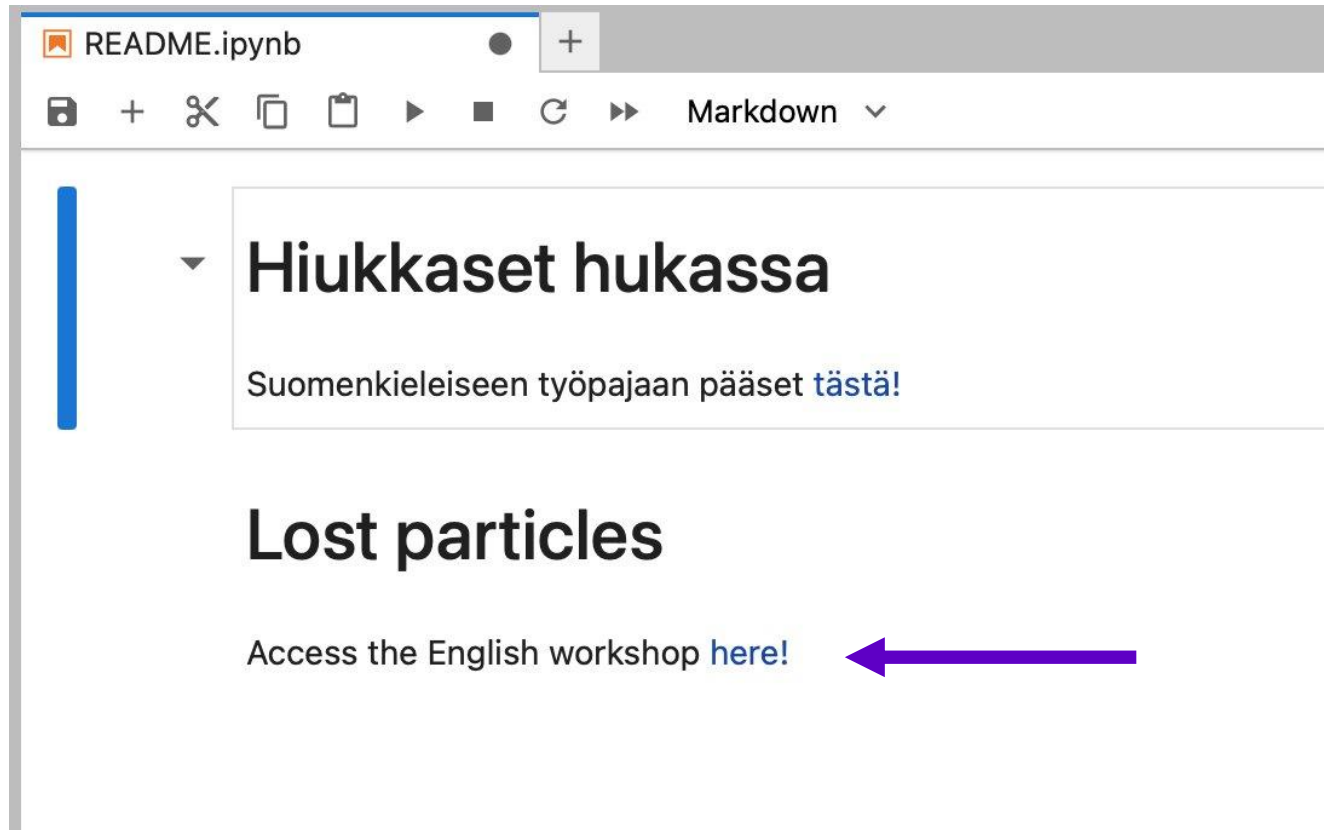 README.ipynb
Markdown
Hiukkaset hukassa
Suomenkieleiseen työpajaan pääset tästä!
Lost particles
Access the English workshop here!